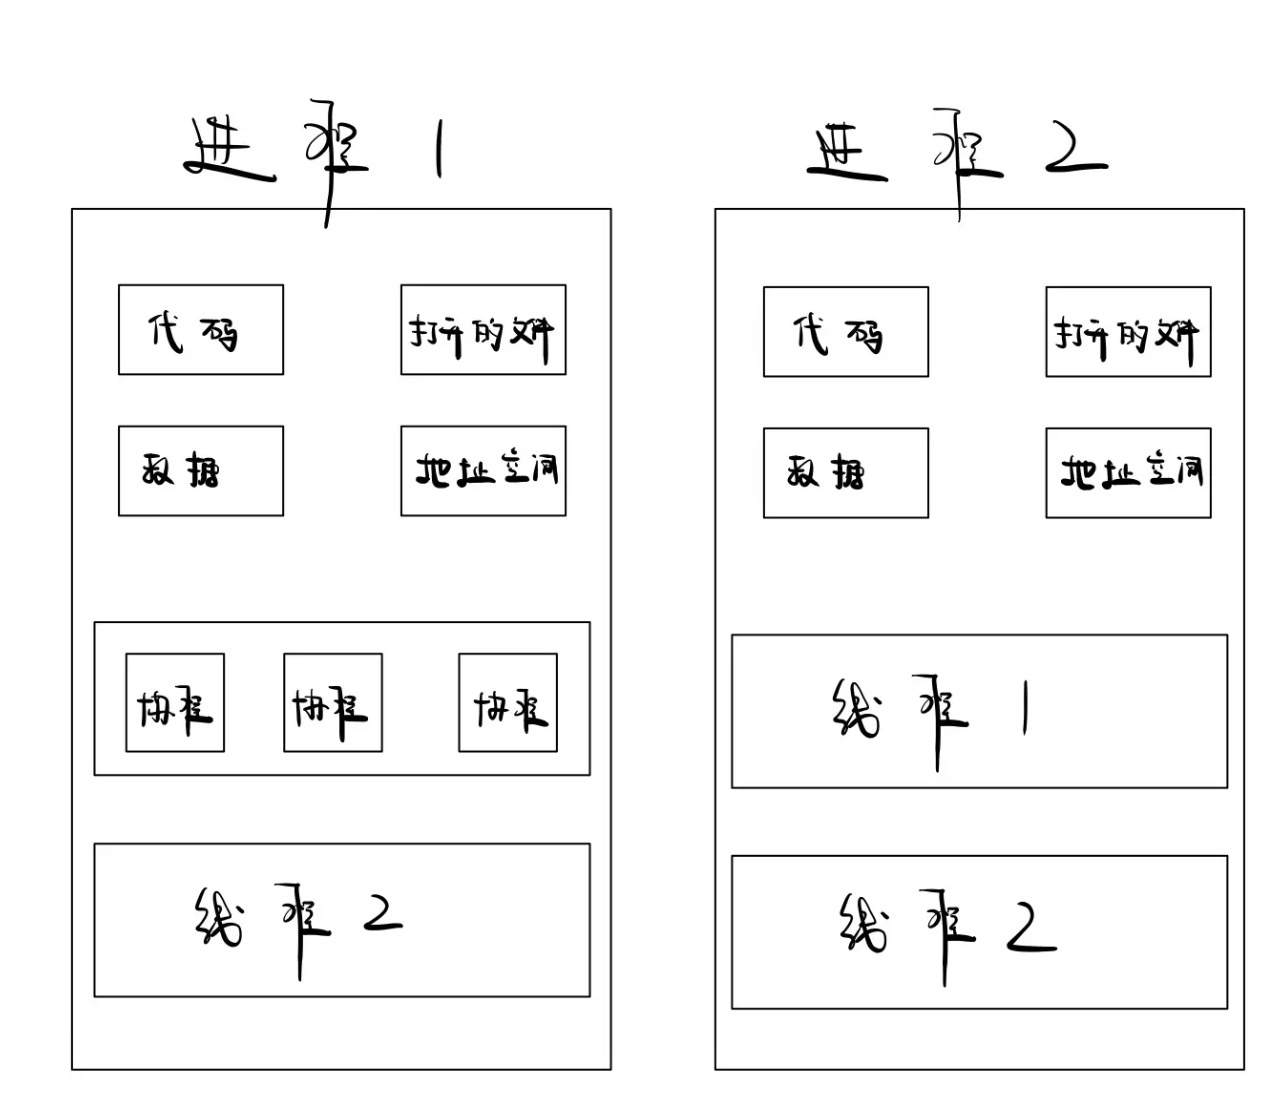 进程 1
代码
打开的文件
数据
地址空间
协程
协程
协程
线程 2
进程 2
代码
打开的文件
数据
地址空间
线程 1
线程 2